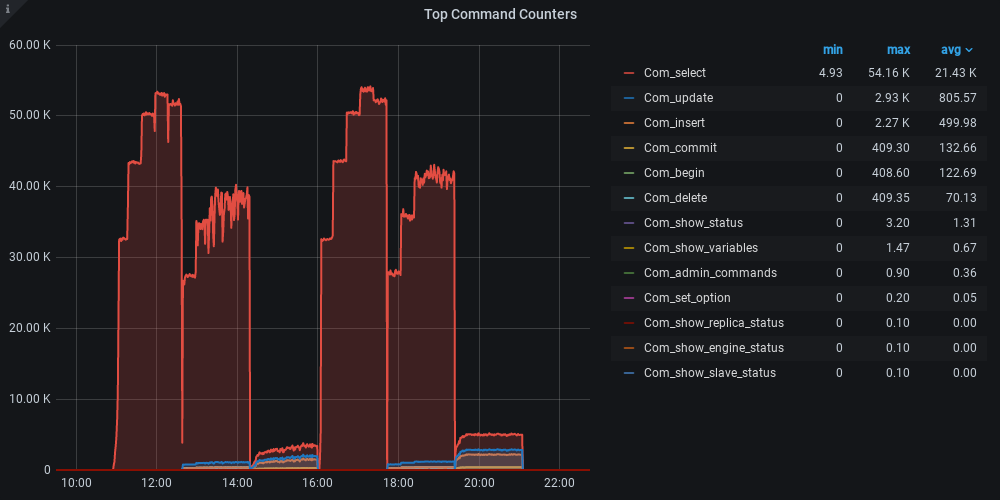 i
Top Command Counters
60.00 K
50.00 K
40.00 K
30.00 K
20.00 K
10.00 K
0
10:00 12:00 14:00 16:00 18:00 20:00 22:00
min max avg
Com_select 4.93 54.16 K 21.43 K
Com_update 0 2.93 K 805.57
Com_insert 0 2.27 K 499.98
Com_commit 0 409.30 132.66
Com_begin 0 408.60 122.69
Com_delete 0 409.35 70.13
Com_show_status 0 3.20 1.31
Com_show_variables 0 1.47 0.67
Com_admin_commands 0 0.90 0.36
Com_set_option 0 0.20 0.05
Com_show_replica_status 0 0.10 0.00
Com_show_engine_status 0 0.10 0.00
Com_show_slave_status 0 0.10 0.00